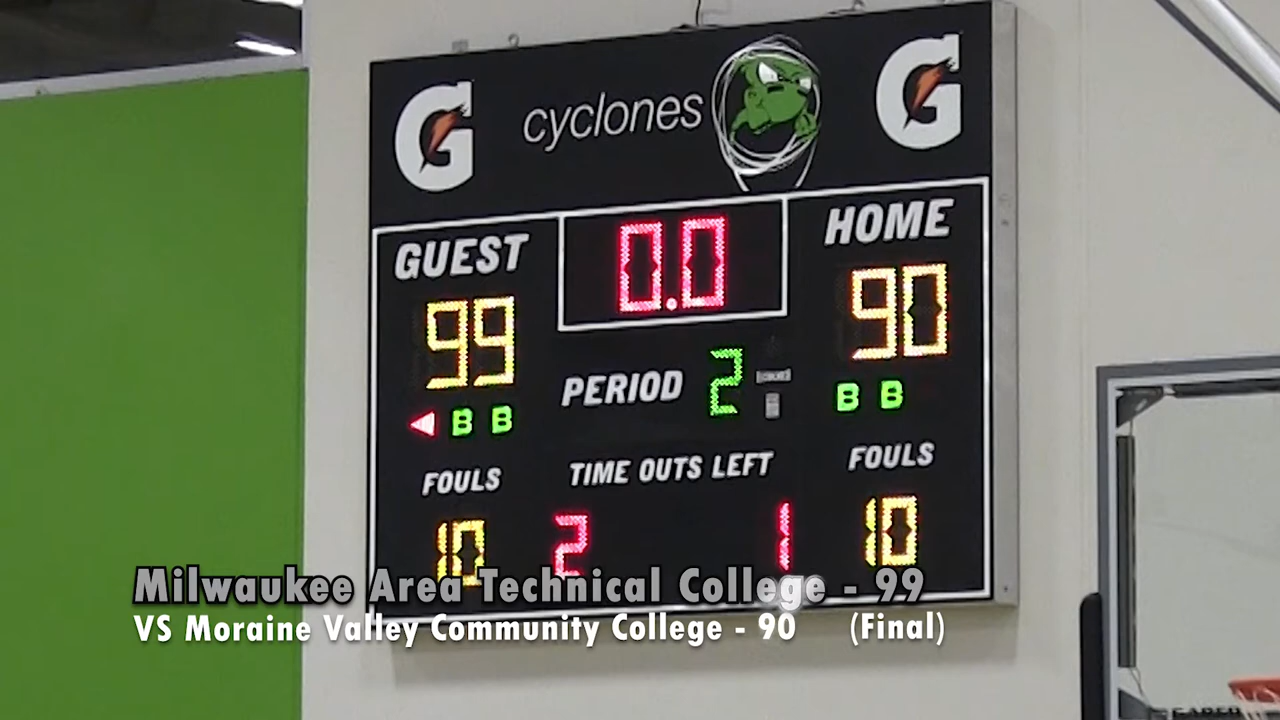 G cyclones G
GUEST 0.0 HOME
99 90
PERIOD 2
B B B B
FOULS TIME OUTS LEFT FOULS
10 2 1 10
Milwaukee Area Technical College - 99
VS Moraine Valley Community College - 90 (Final)